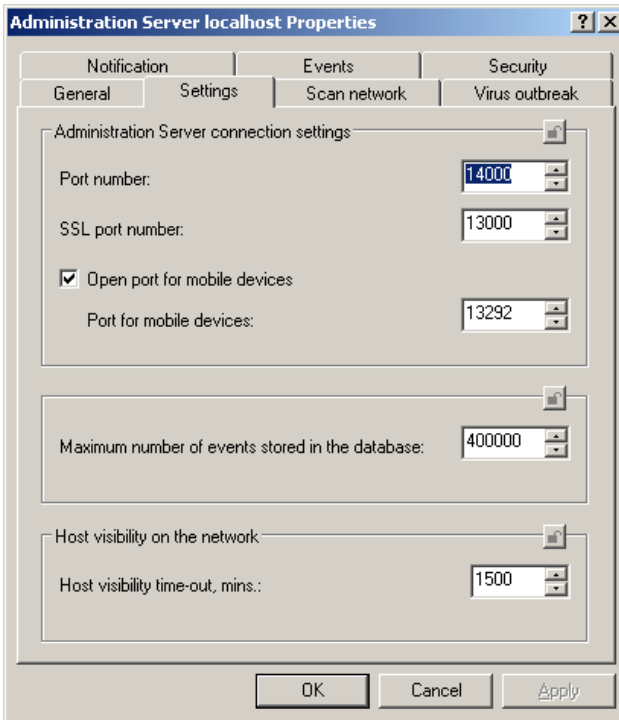 Administration Server localhost Properties
Notification Events Security
General Settings Scan network Virus outbreak
Administration Server connection settings
Port number: 14000
SSL port number: 13000
Open port for mobile devices
Port for mobile devices: 13292
Maximum number of events stored in the database: 400000
Host visibility on the network
Host visibility time-out, mins.: 1500
OK Cancel Apply